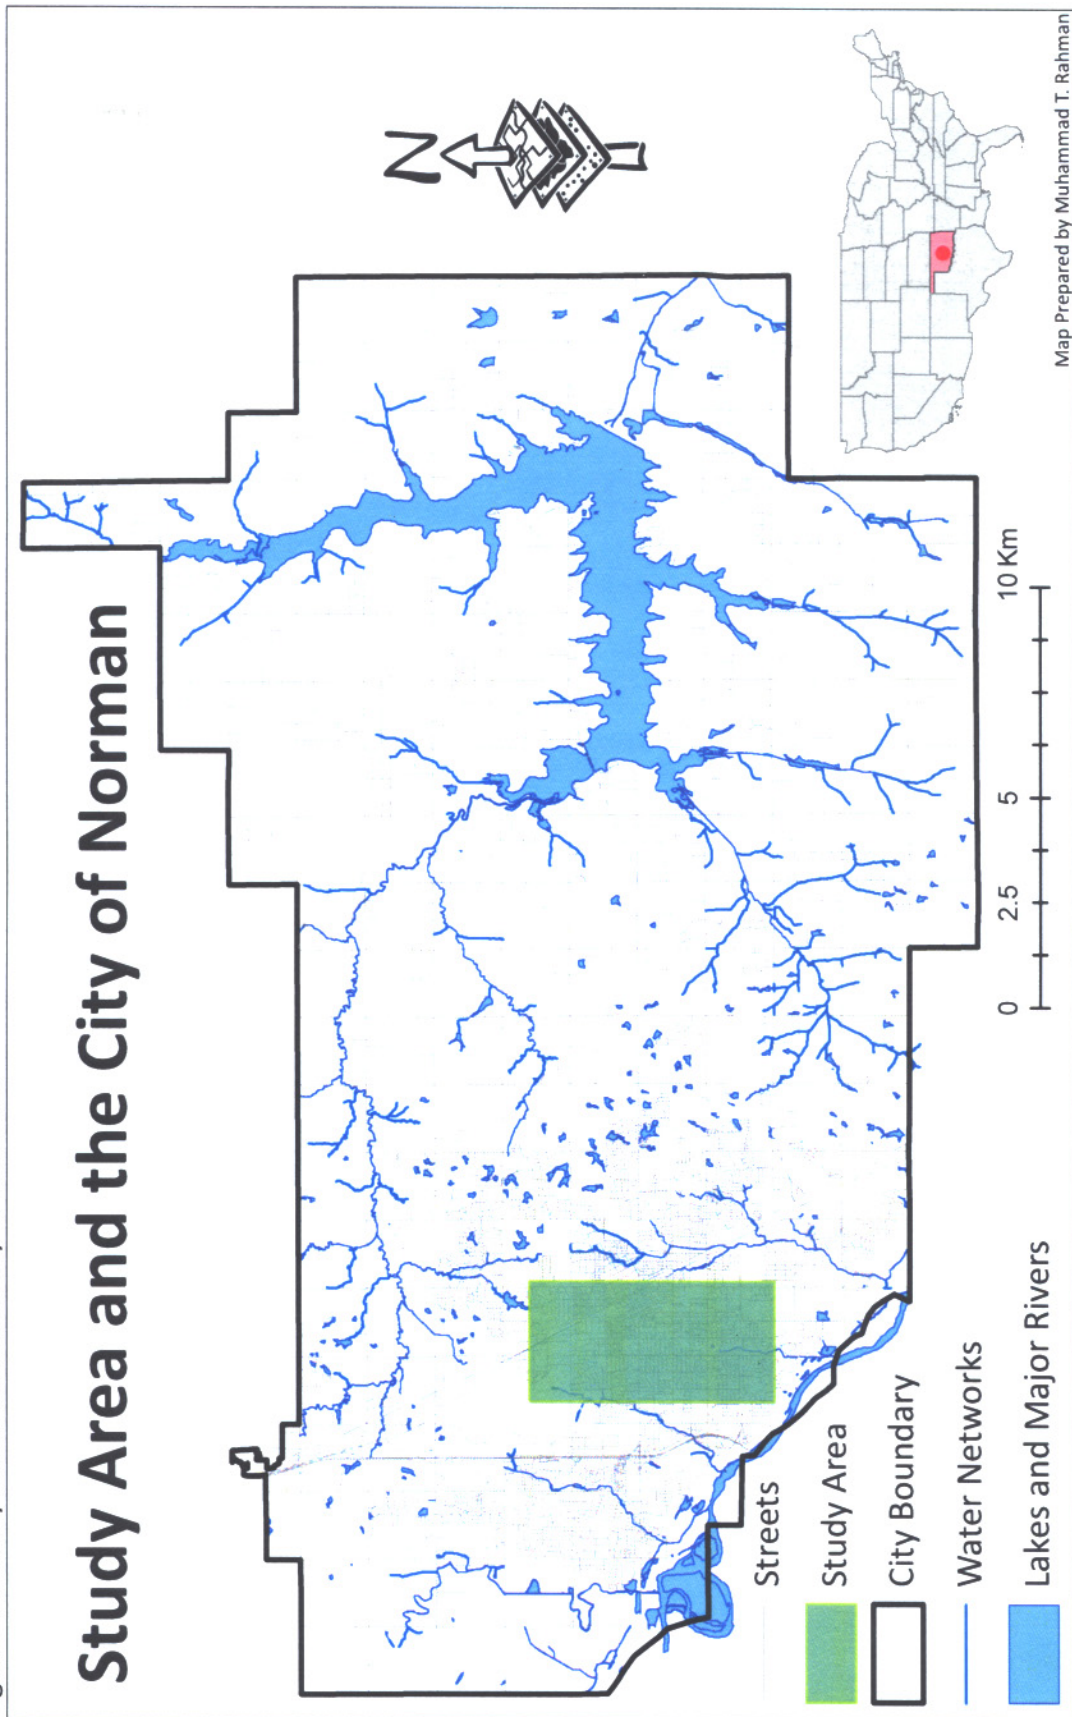 Study Area and the City of Norman
N
Streets
Study Area
City Boundary
Water Networks
Lakes and Major Rivers
0 2.5 5 10 Km
Map Prepared by Muhammad T. Rahman